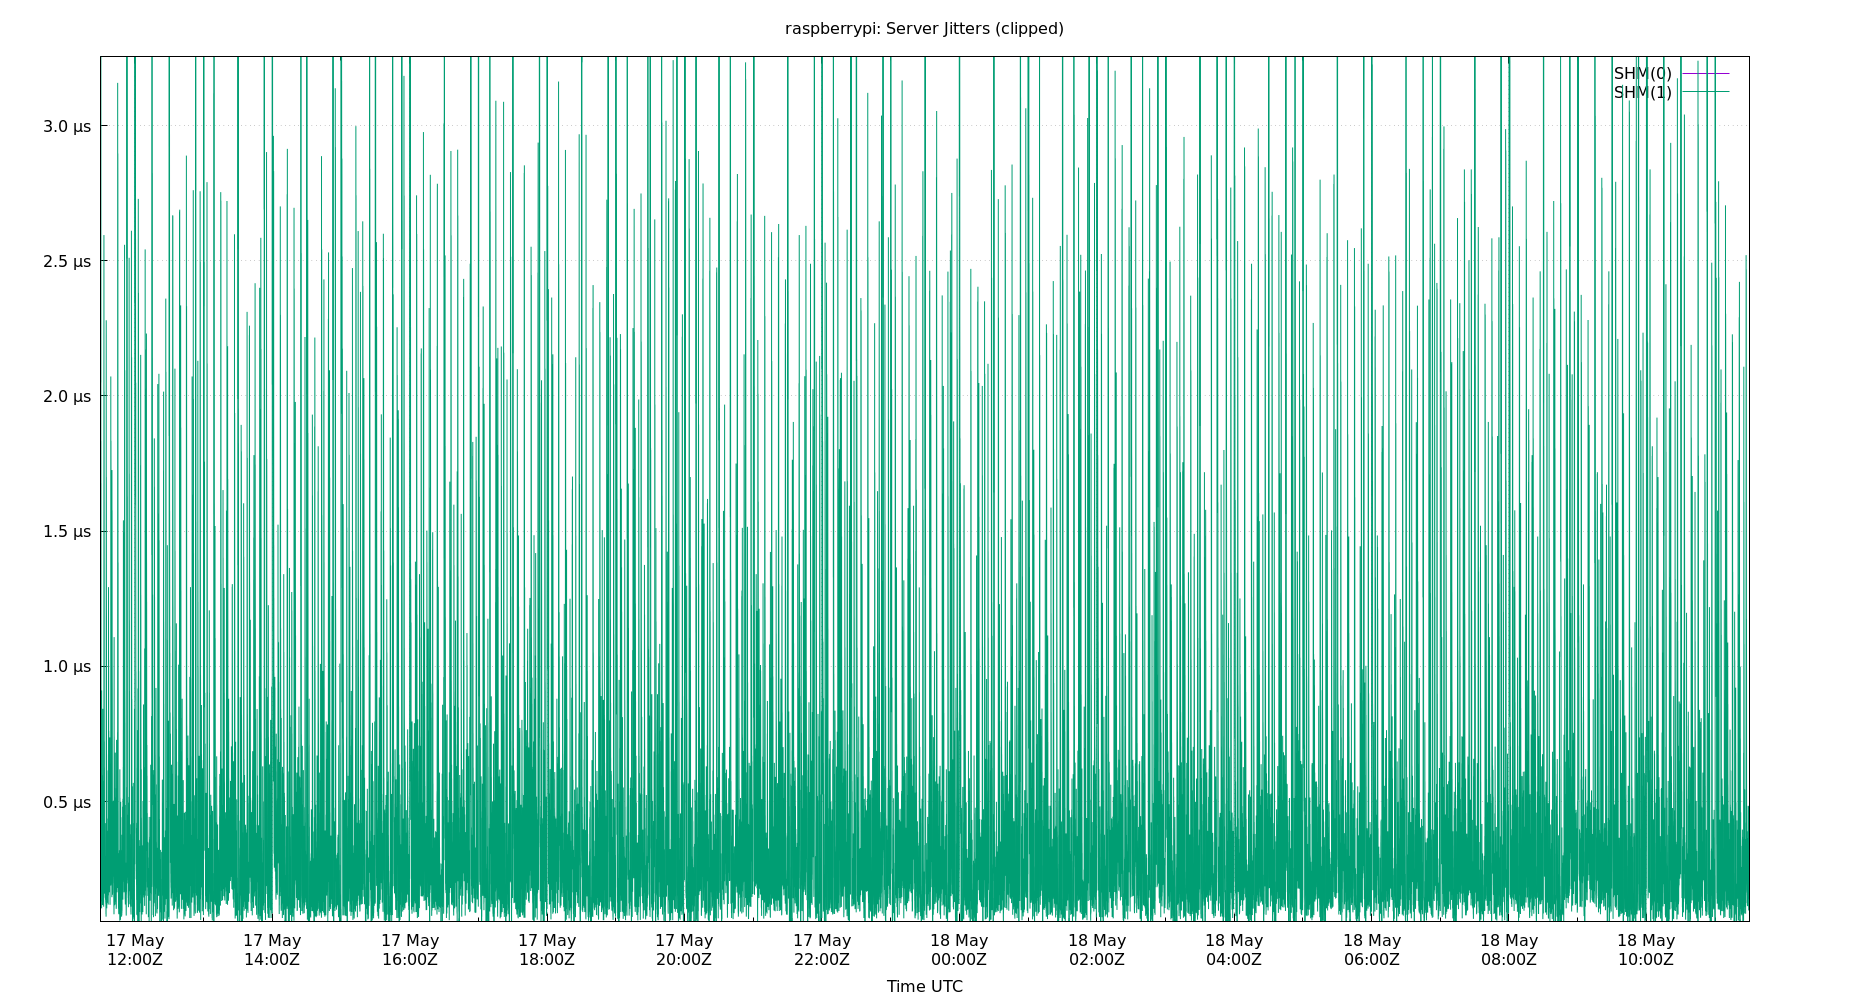 raspberrypi: Server Jitters (clipped)
SHM(0)
SHM(1)
3.0 µs
2.5 µs
2.0 µs
1.5 µs
1.0 µs
0.5 µs
17 May 17 May 17 May 17 May 17 May 17 May 18 May 18 May 18 May 18 May 18 May 18 May
12:00Z 14:00Z 16:00Z 18:00Z 20:00Z 22:00Z 00:00Z 02:00Z 04:00Z 06:00Z 08:00Z 10:00Z
Time UTC